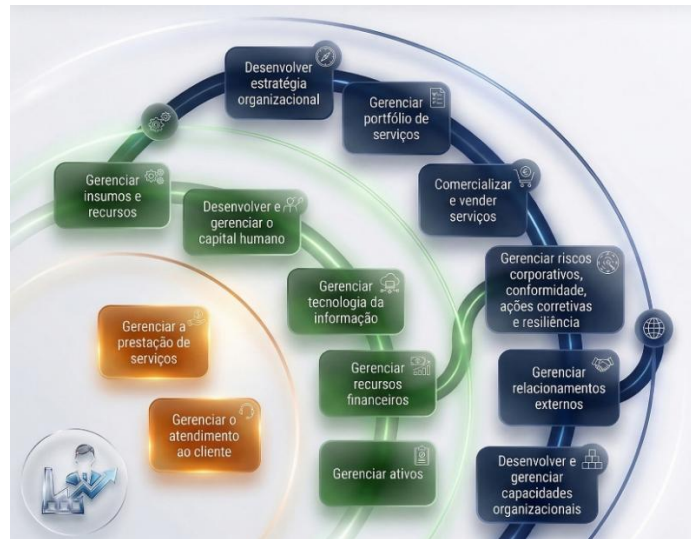 Desenvolver
estratégia
organizacional
Gerenciar
portfólio de
serviços
Comercializar
e vender
serviços
Gerenciar riscos
corporativos,
conformidade,
ações corretivas
e resiliência
Gerenciar
relacionamentos
externos
Desenvolver e
gerenciar
capacidades
organizacionais
Gerenciar
insumos e
recursos
Desenvolver e
gerenciar o
capital humano
Gerenciar
tecnologia da
informação
Gerenciar
recursos
financeiros
Gerenciar ativos
Gerenciar a
prestação de
serviços
Gerenciar o
atendimento
ao cliente